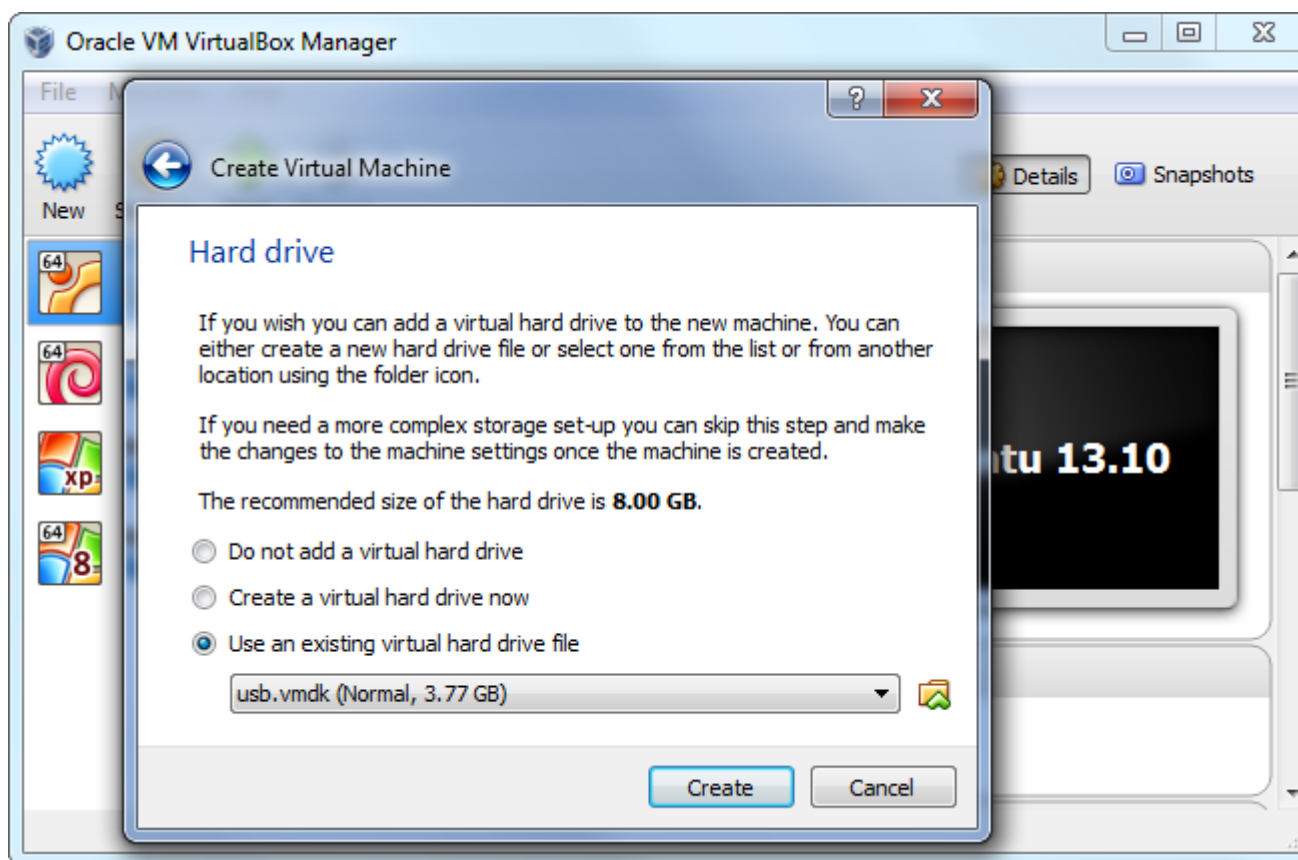 Oracle VM VirtualBox Manager
File
Create Virtual Machine
New
Details
Snapshots
Hard drive
64
If you wish you can add a virtual hard drive to the new machine. You can
either create a new hard drive file or select one from the list or from another
location using the folder icon.
64
If you need a more complex storage set-up you can skip this step and make
the changes to the machine settings once the machine is created.
tu 13.10
xp
The recommended size of the hard drive is 8.00 GB.
64
8
Do not add a virtual hard drive
Create a virtual hard drive now
Use an existing virtual hard drive file
usb.vmdk (Normal, 3.77 GB)
Create
Cancel